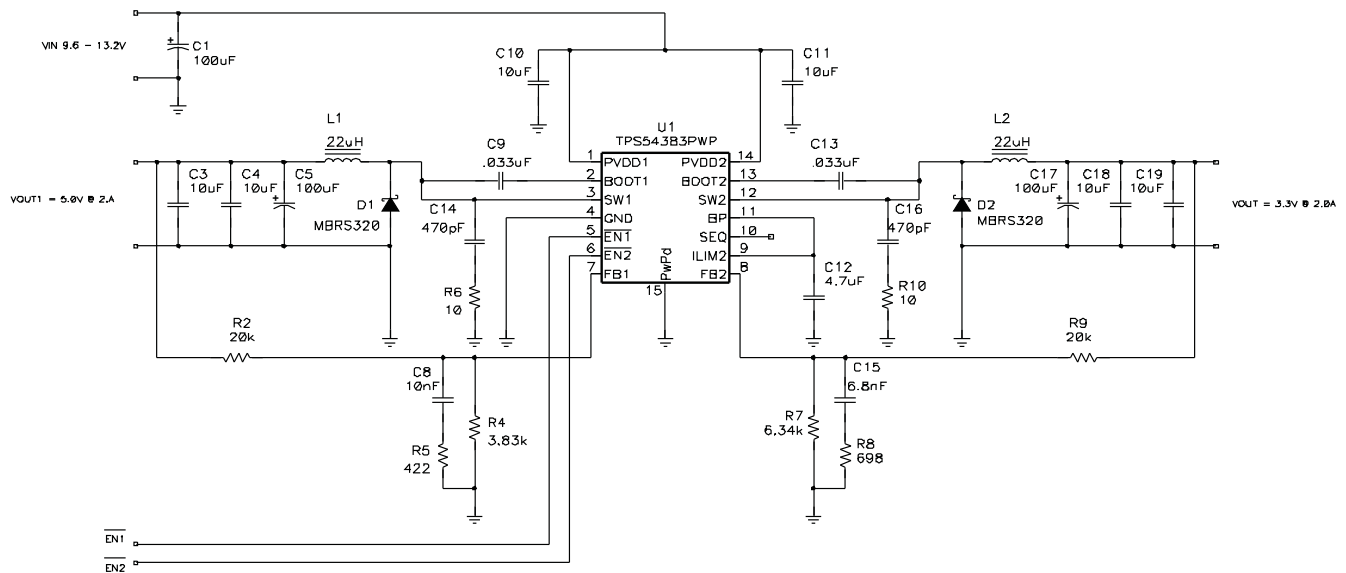 VIN 9.6 - 13.2V
+
C1
100uF
C10
10uF
C11
10uF
L1
22uH
L2
22uH
U1
TPS54383PWP
C9
.033uF
C13
.033uF
1 PVDD1
2 BOOT1
3 SW1
4 GND
5 EN1
6 EN2
7 FB1
PVDD2 14
BOOT2 13
SW2 12
BP 11
SEQ 10
ILIM2 9
FB2 8
PwPd
15
C3
10uF
C4
10uF
C5
100uF
+
VOUT1 = 5.0V @ 2.A
D1
MBRS320
C14
470pF
R6
10
C12
4.7uF
C16
470pF
R10
10
D2
MBRS320
C17
100uF
+
C18
10uF
C19
10uF
VOUT = 3.3V @ 2.0A
R2
20k
R9
20k
C8
10nF
R5
422
R4
3.83k
R7
6.34k
C15
6.8nF
R8
698
EN1
EN2